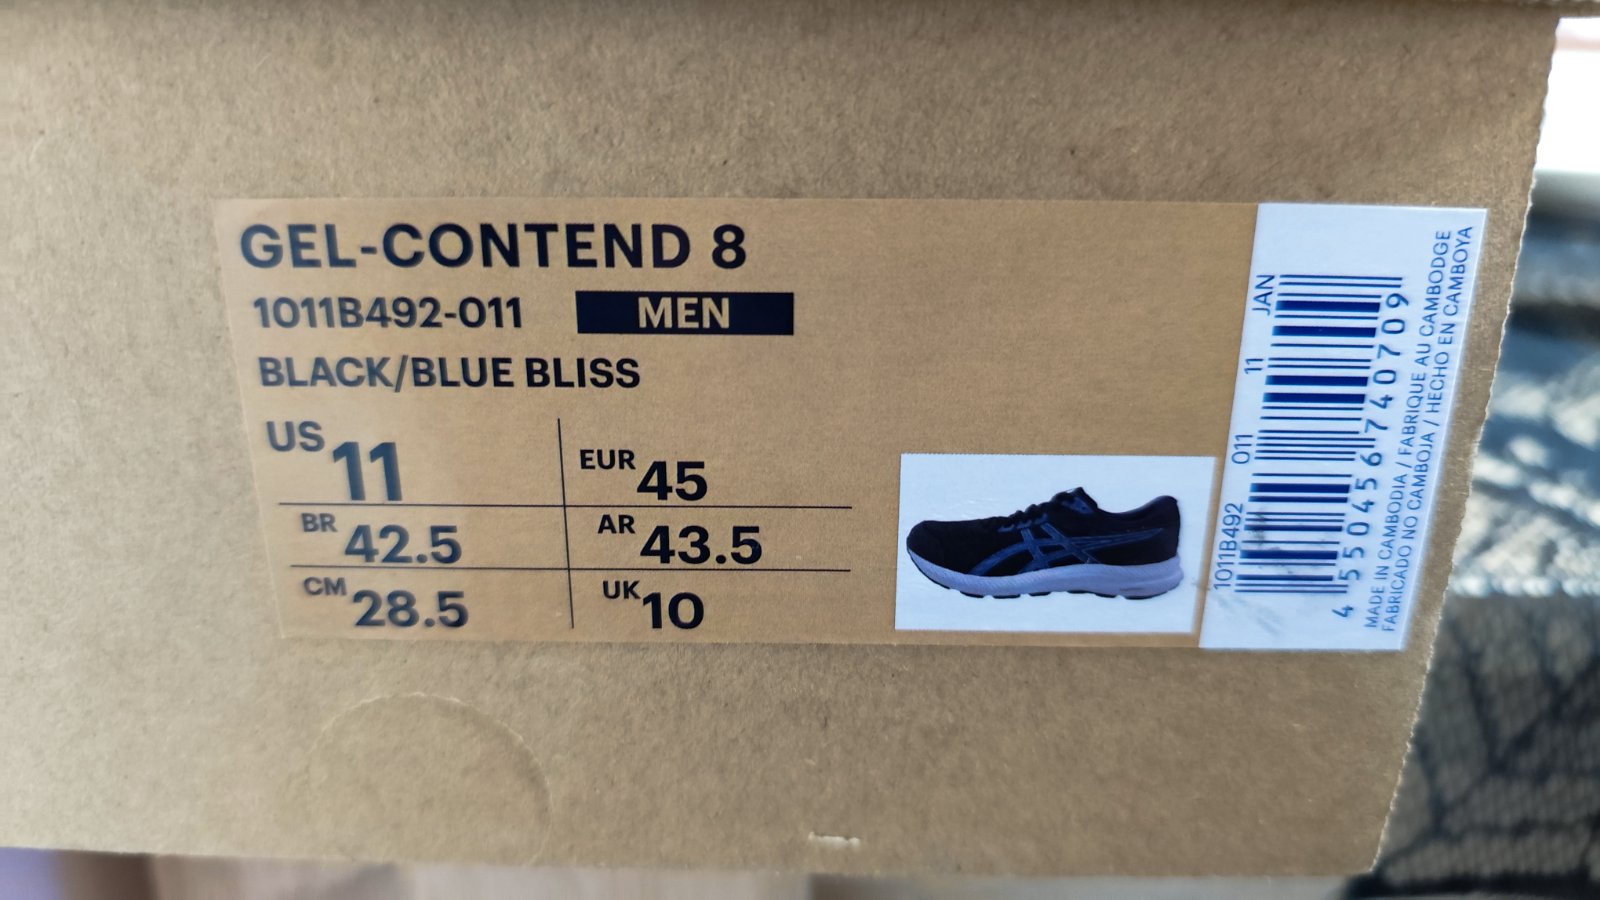 GEL-CONTEND 8
1011B492-011 MEN
BLACK/BLUE BLISS
US 11 EUR 45
BR 42.5 AR 43.5
CM 28.5 UK 10
1011B492 011 11 JAN
4 550456 740709
MADE IN CAMBODIA / FABRIQUE AU CAMBODGE
FABRICADO NO CAMBOJA / HECHO EN CAMBOYA